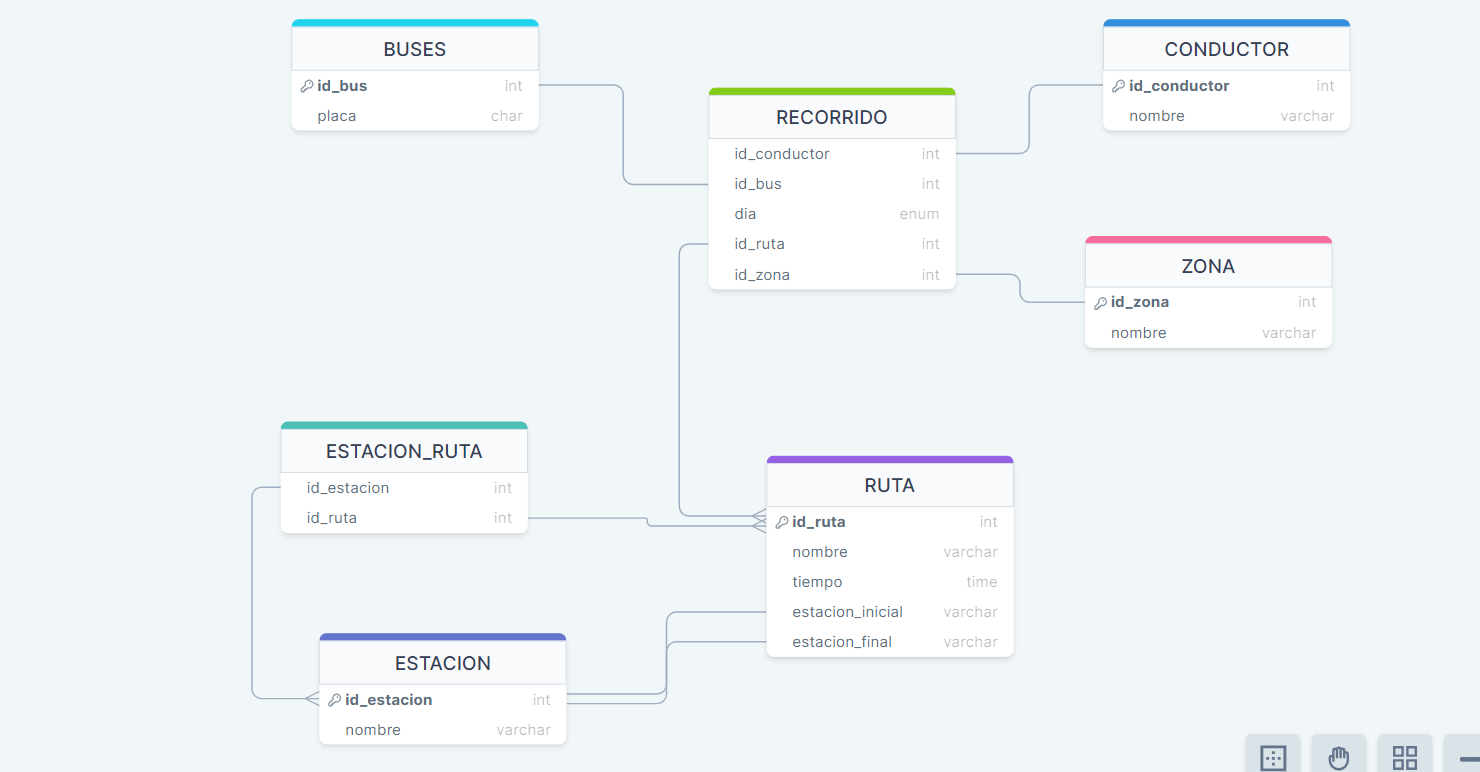 BUSES
id_bus int
placa char
CONDUCTOR
id_conductor int
nombre varchar
RECORRIDO
id_conductor int
id_bus int
dia enum
id_ruta int
id_zona int
ZONA
id_zona int
nombre varchar
ESTACION_RUTA
id_estacion int
id_ruta int
RUTA
id_ruta int
nombre varchar
tiempo time
estacion_inicial varchar
estacion_final varchar
ESTACION
id_estacion int
nombre varchar